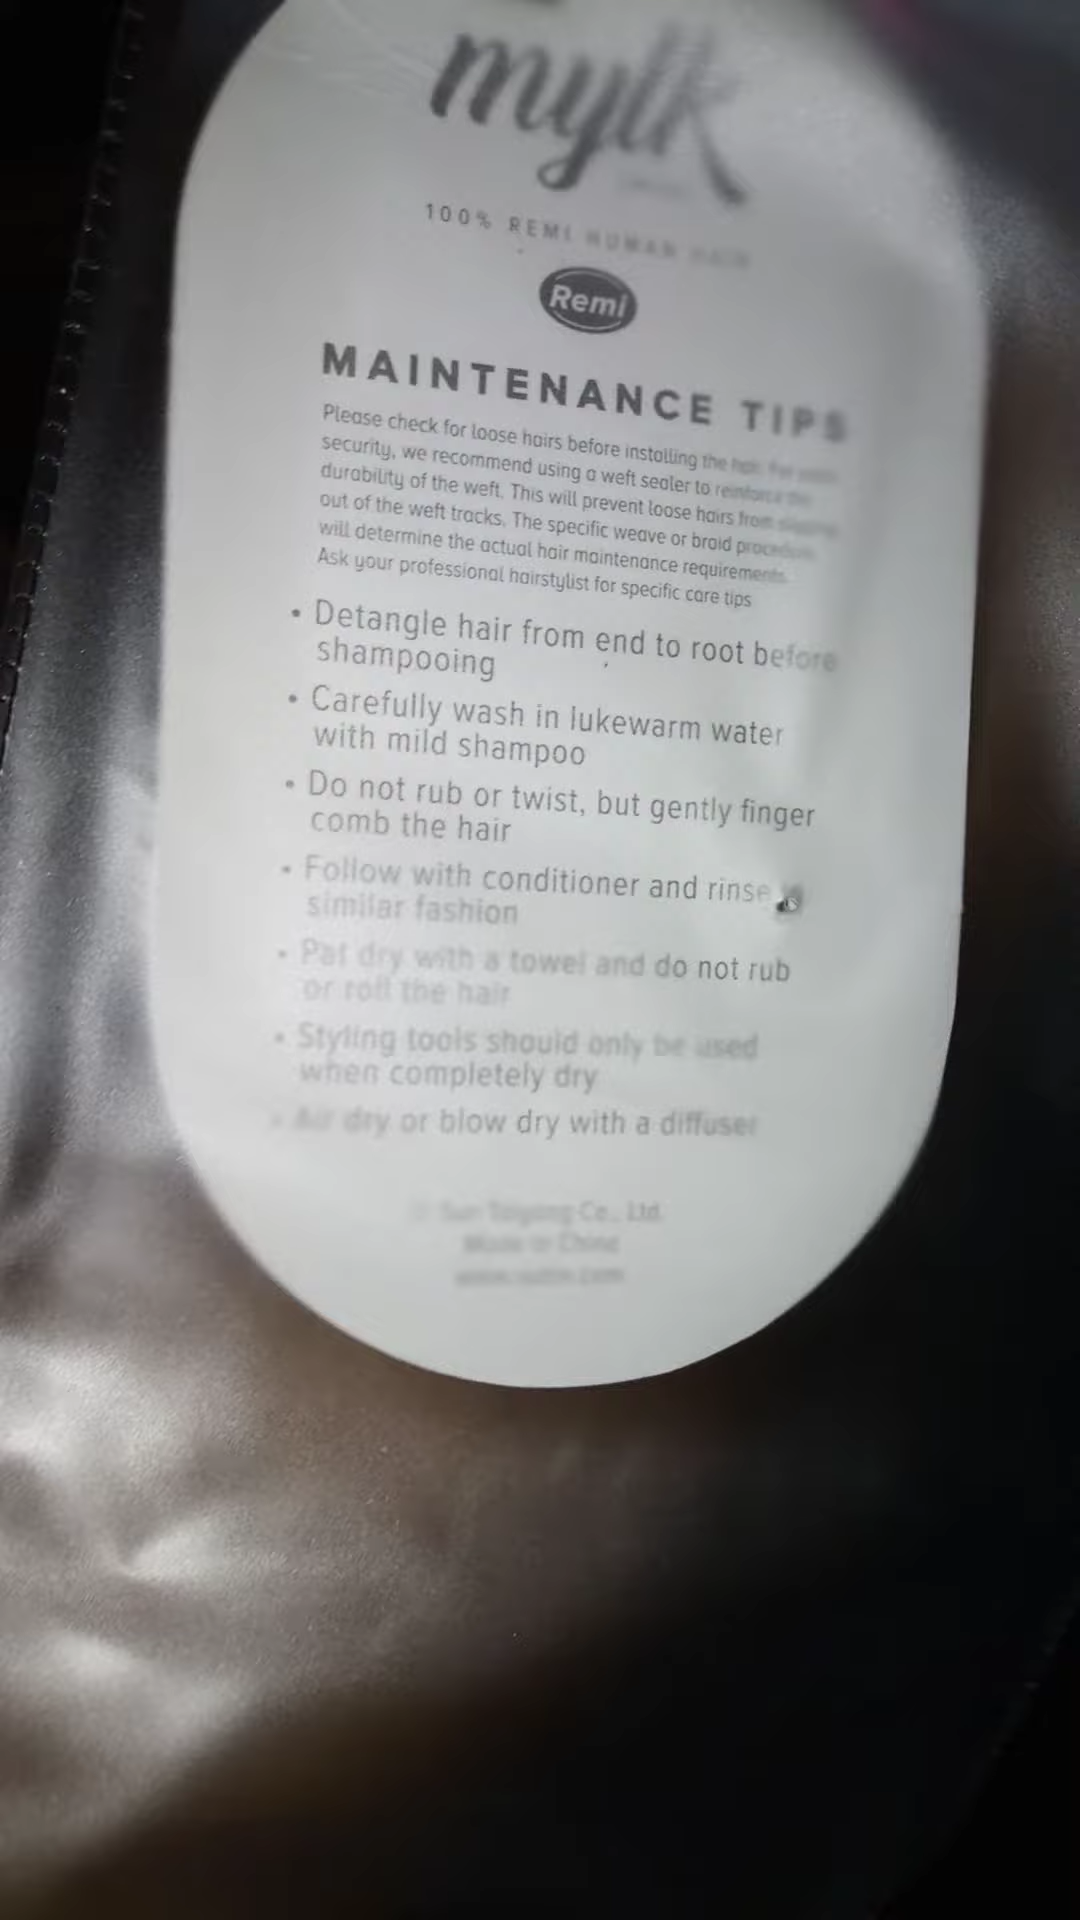 mylk
100% REMI HUMAN HAIR
Remi
MAINTENANCE TIPS
Please check for loose hairs before installing the hair. For
security, we recommend using a weft sealer to reinforce the
durability of the weft. This will prevent loose hairs from
out of the weft tracks. The specific weave or braid procedure
will determine the actual hair maintenance requirements.
Ask your professional hairstylist for specific care tips
• Detangle hair from end to root before
shampooing
• Carefully wash in lukewarm water
with mild shampoo
• Do not rub or twist, but gently finger
comb the hair
• Follow with conditioner and rinse
similar fashion
• Pat dry with a towel and do not rub
or roll the hair
• Styling tools should only be used
when completely dry
• Air dry or blow dry with a diffuser
Sun Taiyang Co., Ltd.
Made in China